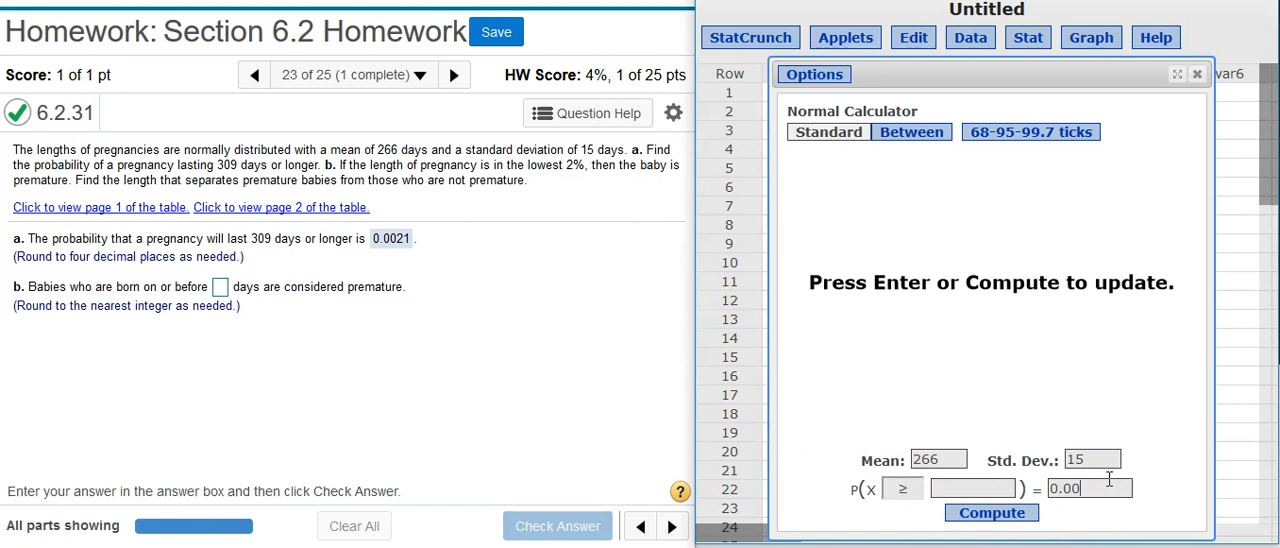 Homework: Section 6.2 Homework
Save
Score: 1 of 1 pt
23 of 25 (1 complete)
HW Score: 4%, 1 of 25 pts
6.2.31
Question Help
The lengths of pregnancies are normally distributed with a mean of 266 days and a standard deviation of 15 days. a. Find
the probability of a pregnancy lasting 309 days or longer. b. If the length of pregnancy is in the lowest 2%, then the baby is
premature. Find the length that separates premature babies from those who are not premature.
Click to view page 1 of the table. Click to view page 2 of the table.
a. The probability that a pregnancy will last 309 days or longer is 0.0021.
(Round to four decimal places as needed.)
b. Babies who are born on or before days are considered premature.
(Round to the nearest integer as needed.)
Enter your answer in the answer box and then click Check Answer.
?
All parts showing
Clear All
Check Answer
Untitled
StatCrunch Applets Edit Data Stat Graph Help
Row
var6
1
2
3
4
5
6
7
8
9
10
11
12
13
14
15
16
17
18
19
20
21
22
23
24
Options
Normal Calculator
Standard Between 68-95-99.7 ticks
Press Enter or Compute to update.
Mean: 266 Std. Dev.: 15
P(X ≥ ) = 0.00
Compute